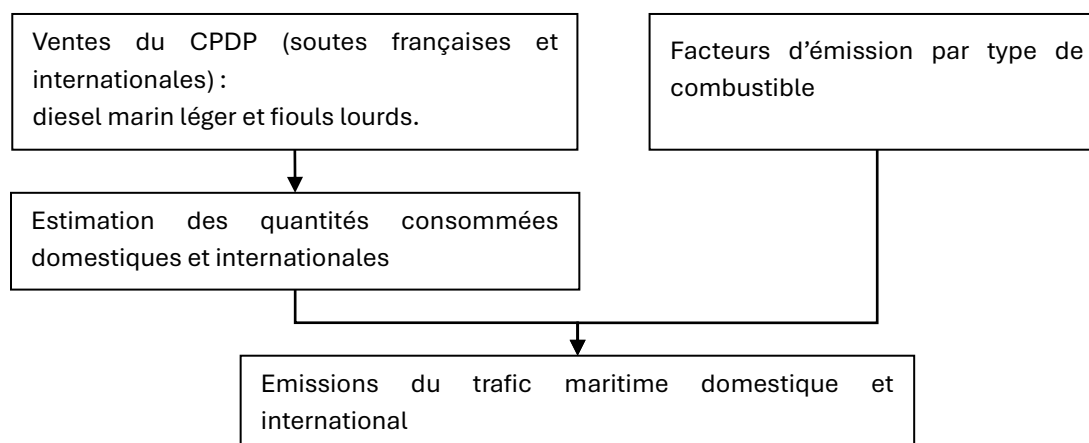 Ventes du CPDP (soutes françaises et
internationales) :
diesel marin léger et fiouls lourds.
Facteurs d’émission par type de
combustible
Estimation des quantités consommées
domestiques et internationales
Emissions du trafic maritime domestique et
international